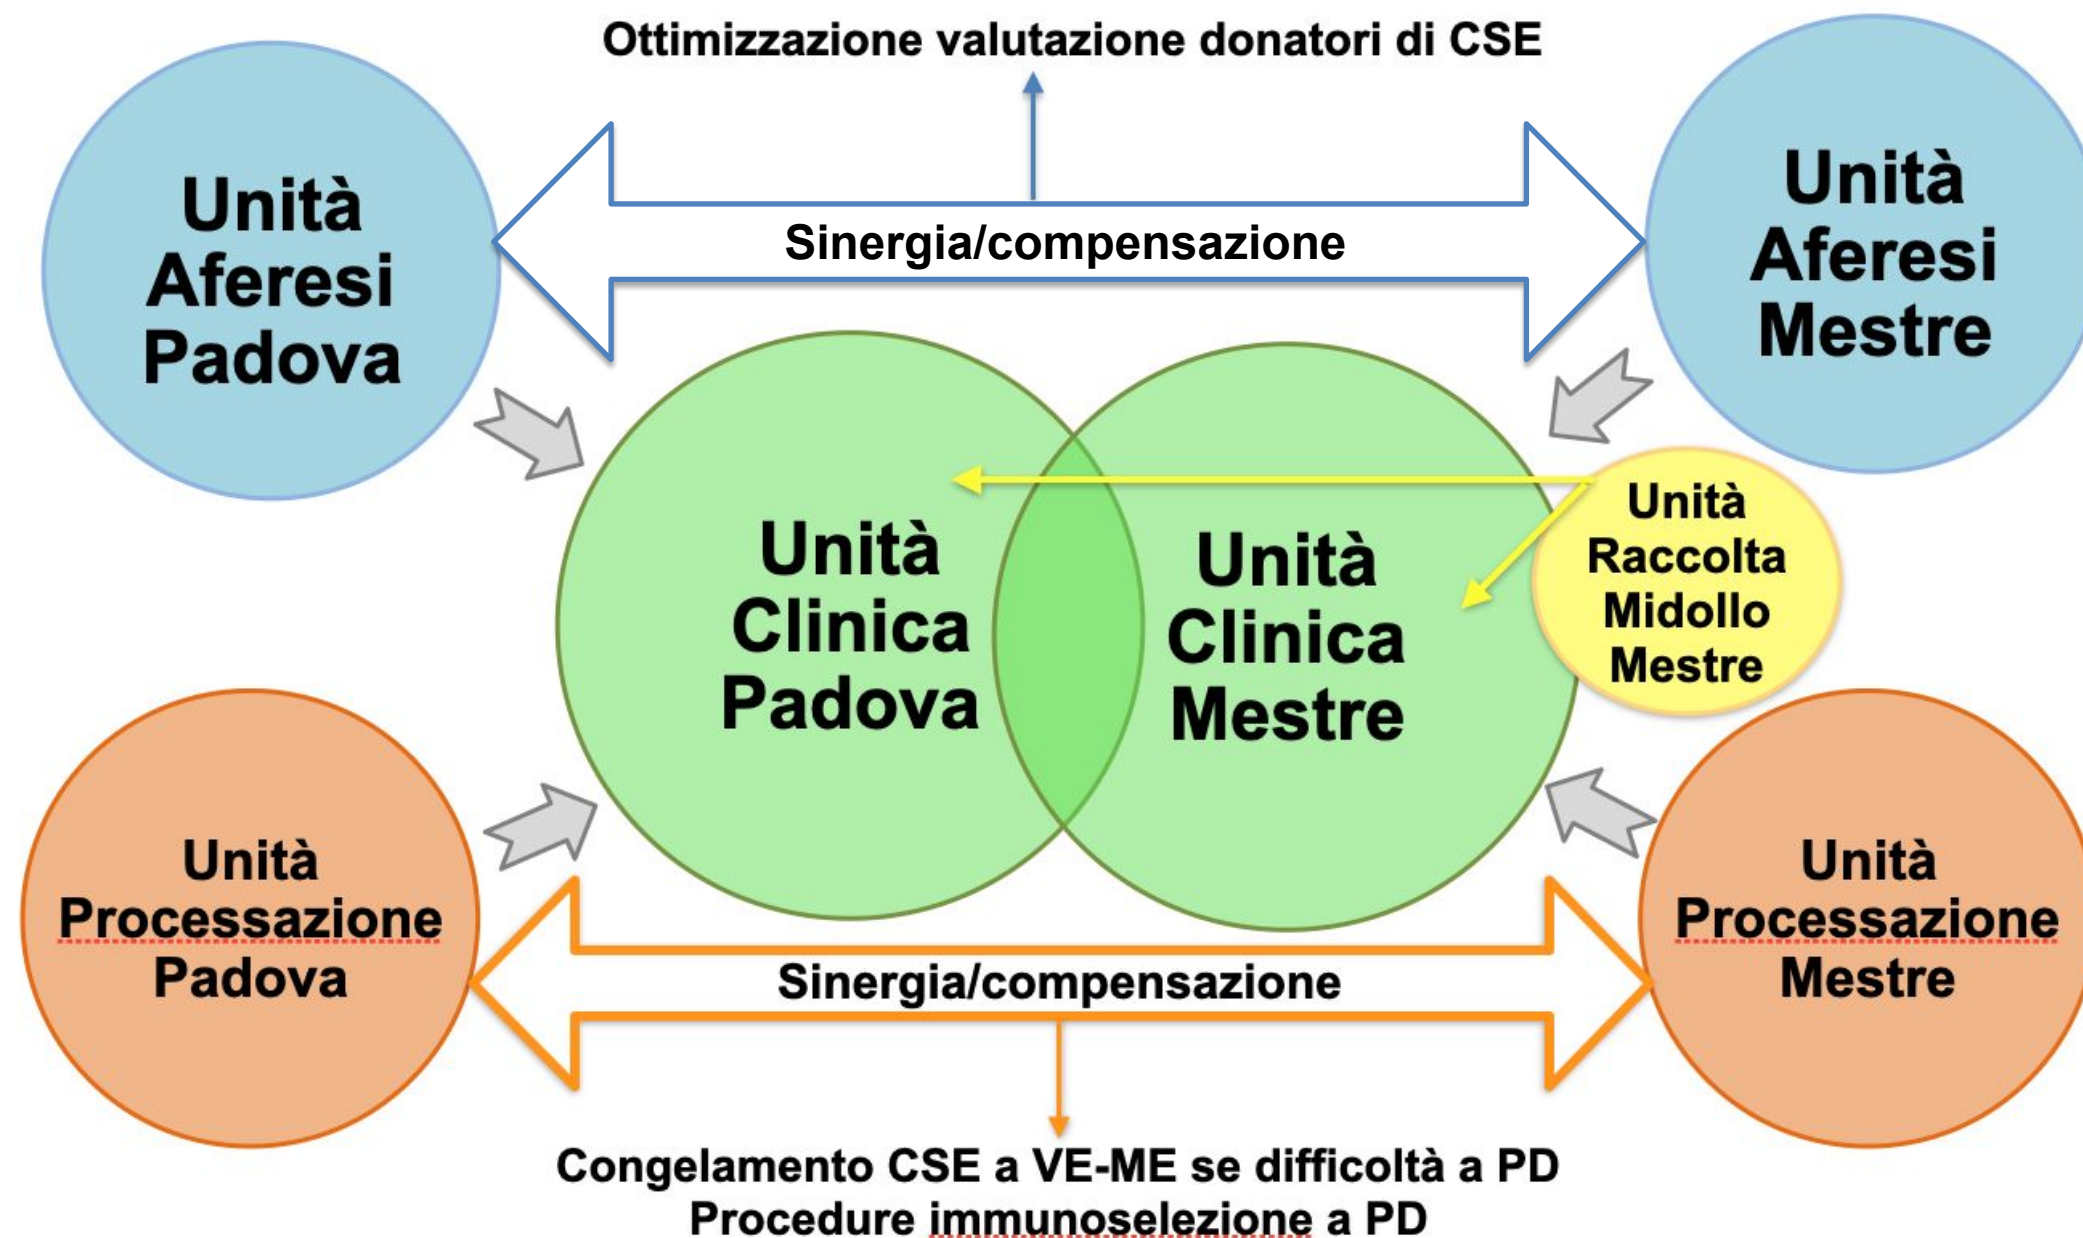 Ottimizzazione valutazione donatori di CSE
Unità
Aferesi
Padova
Sinergia/compensazione
Unità
Aferesi
Mestre
Unità
Clinica
Padova
Unità
Clinica
Mestre
Unità
Raccolta
Midollo
Mestre
Unità
Processazione
Padova
Sinergia/compensazione
Unità
Processazione
Mestre
Congelamento CSE a VE-ME se difficoltà a PD
Procedure immunoselezione a PD